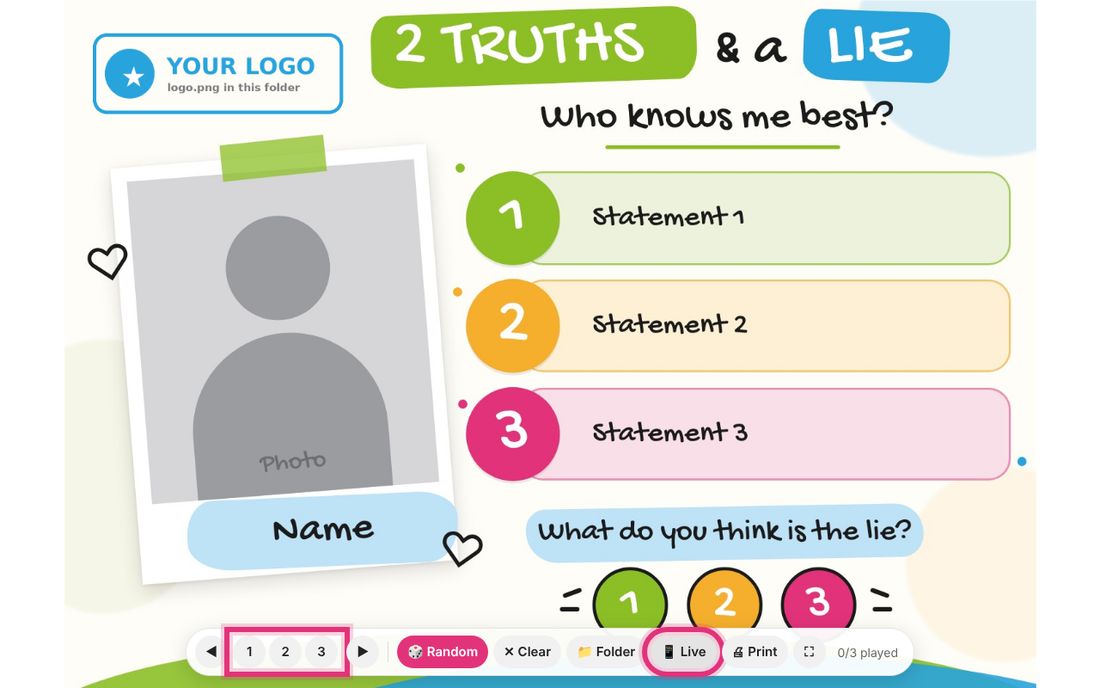 YOUR LOGO
logo.png in this folder
2 TRUTHS & a LIE
Who knows me best?
1 Statement 1
2 Statement 2
3 Statement 3
Photo
Name
What do you think is the lie?
1 2 3
◀ 1 2 3 ▶ 🎲 Random ✕ Clear 📁 Folder 📱 Live 🖨 Print ⛶ 0/3 played